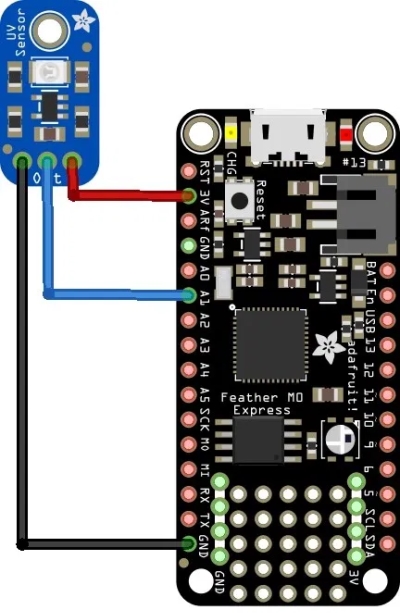 UV
Sensor
O t
CHG
#13
Reset
RST
3V
ARf
GND
A0
A1
A2
A3
A4
A5
SCK
MO
MI
RX
TX
GND
BAT
En
USB
13
12
11
10
9
6
5
SCL
SDA
adafruit!
Feather M0
Express
GND
3V